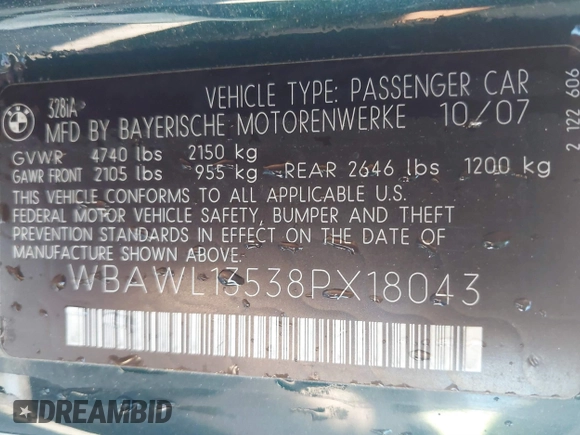 BMW
328iA
VEHICLE TYPE: PASSENGER CAR
MFD BY BAYERISCHE MOTORENWERKE 10/07
GVWR 4740 lbs 2150 kg
GAWR FRONT 2105 lbs 955 kg REAR 2646 lbs 1200 kg
THIS VEHICLE CONFORMS TO ALL APPLICABLE U.S.
FEDERAL MOTOR VEHICLE SAFETY, BUMPER AND THEFT
PREVENTION STANDARDS IN EFFECT ON THE DATE OF
MANUFACTURE SHOWN ABOVE.
WBAWL13538PX18043
2 122 606
DREAMBID